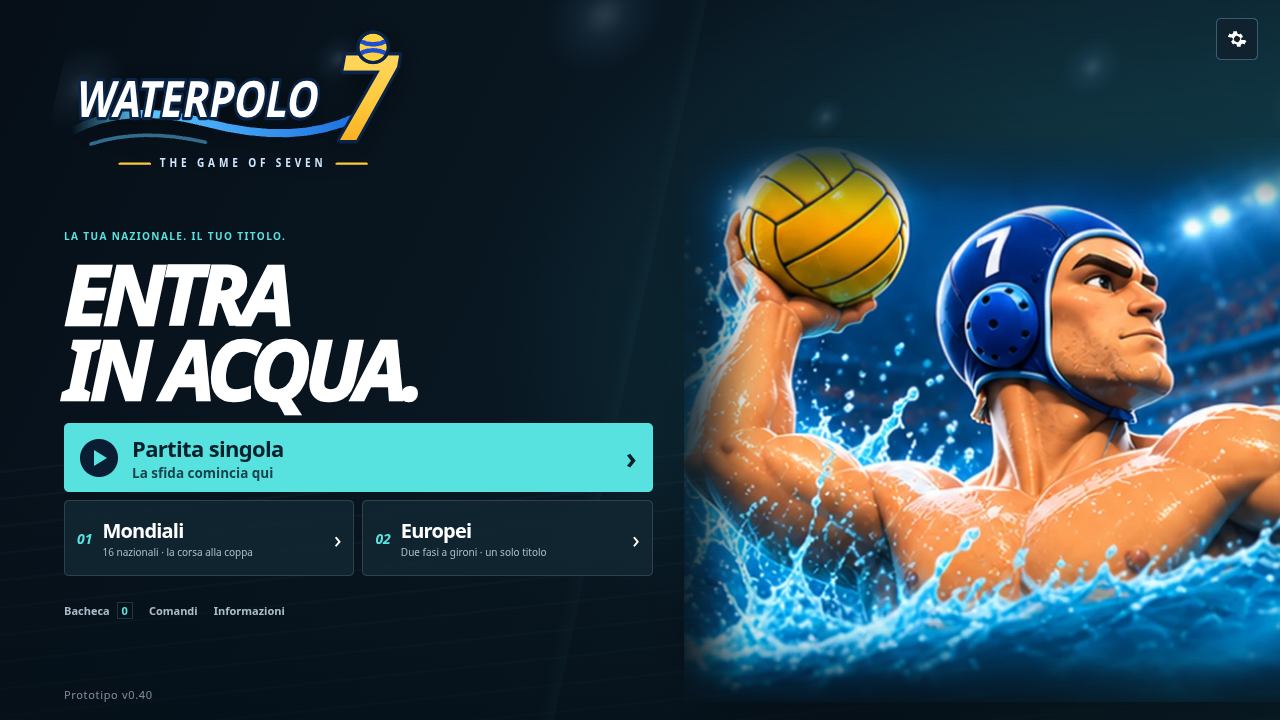 WATERPOLO 7
THE GAME OF SEVEN
LA TUA NAZIONALE. IL TUO TITOLO.
ENTRA
IN ACQUA.
Partita singola
La sfida comincia qui
01 Mondiali
16 nazionali · la corsa alla coppa
02 Europei
Due fasi a gironi · un solo titolo
Bacheca 0 Comandi Informazioni
Prototipo v0.40
7